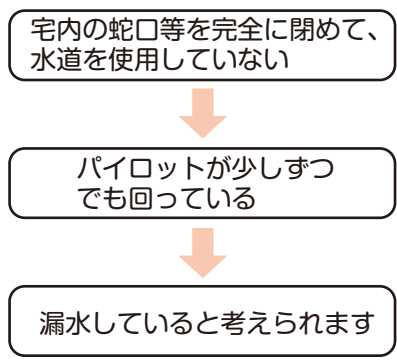 宅内の蛇口等を完全に閉めて、
水道を使用していない
パイロットが少しずつ
でも回っている
漏水していると考えられます